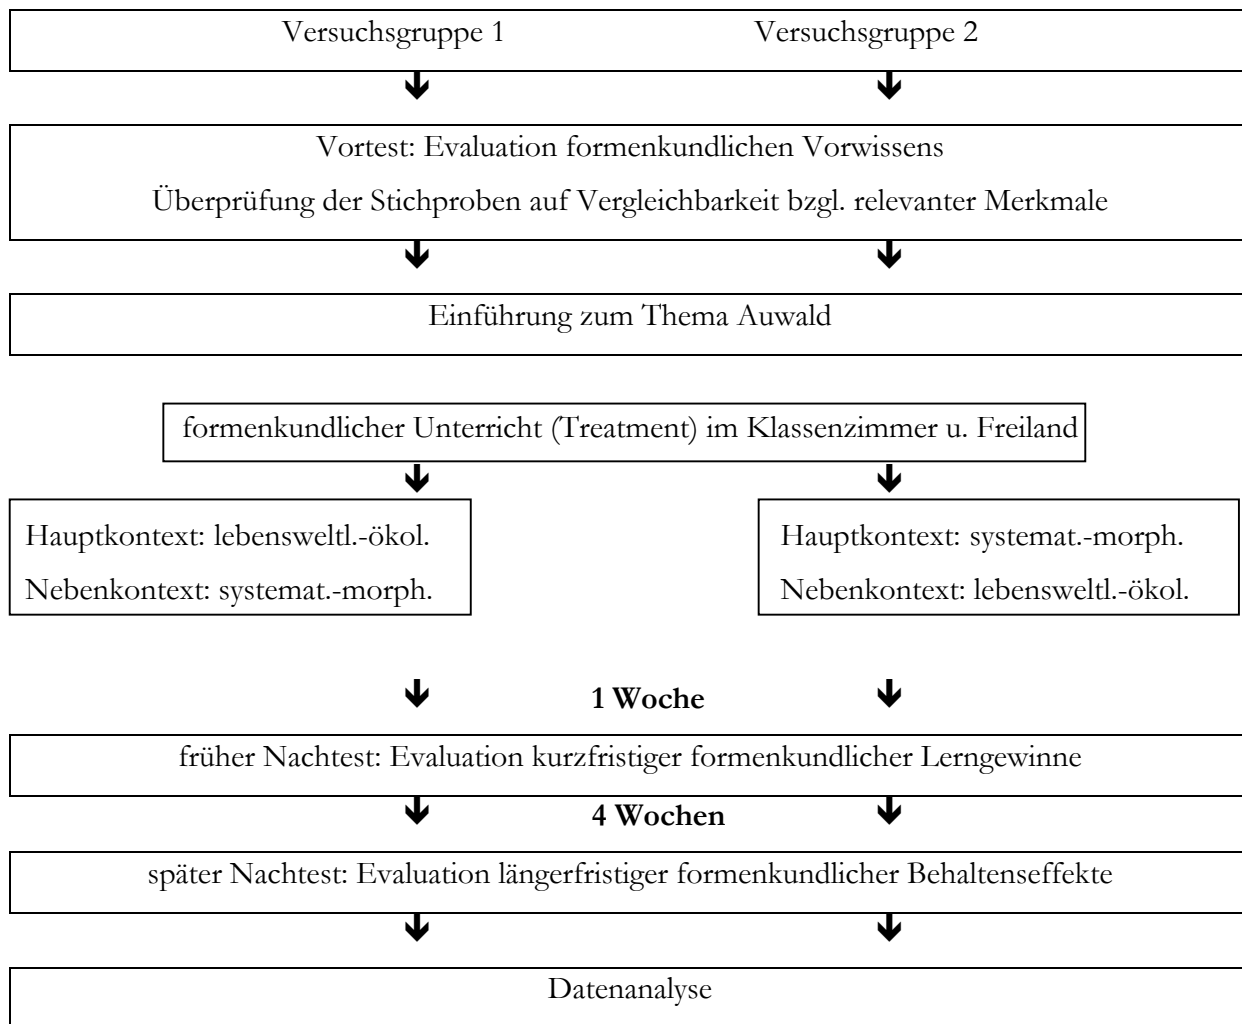 Versuchsgruppe 1 Versuchsgruppe 2
Vortest: Evaluation formenkundlichen Vorwissens
Überprüfung der Stichproben auf Vergleichbarkeit bzgl. relevanter Merkmale
Einführung zum Thema Auwald
formenkundlicher Unterricht (Treatment) im Klassenzimmer u. Freiland
Hauptkontext: lebensweltl.-ökol.
Nebenkontext: systemat.-morph.
Hauptkontext: systemat.-morph.
Nebenkontext: lebensweltl.-ökol.
1 Woche
früher Nachtest: Evaluation kurzfristiger formenkundlicher Lerngewinne
4 Wochen
später Nachtest: Evaluation längerfristiger formenkundlicher Behaltenseffekte
Datenanalyse